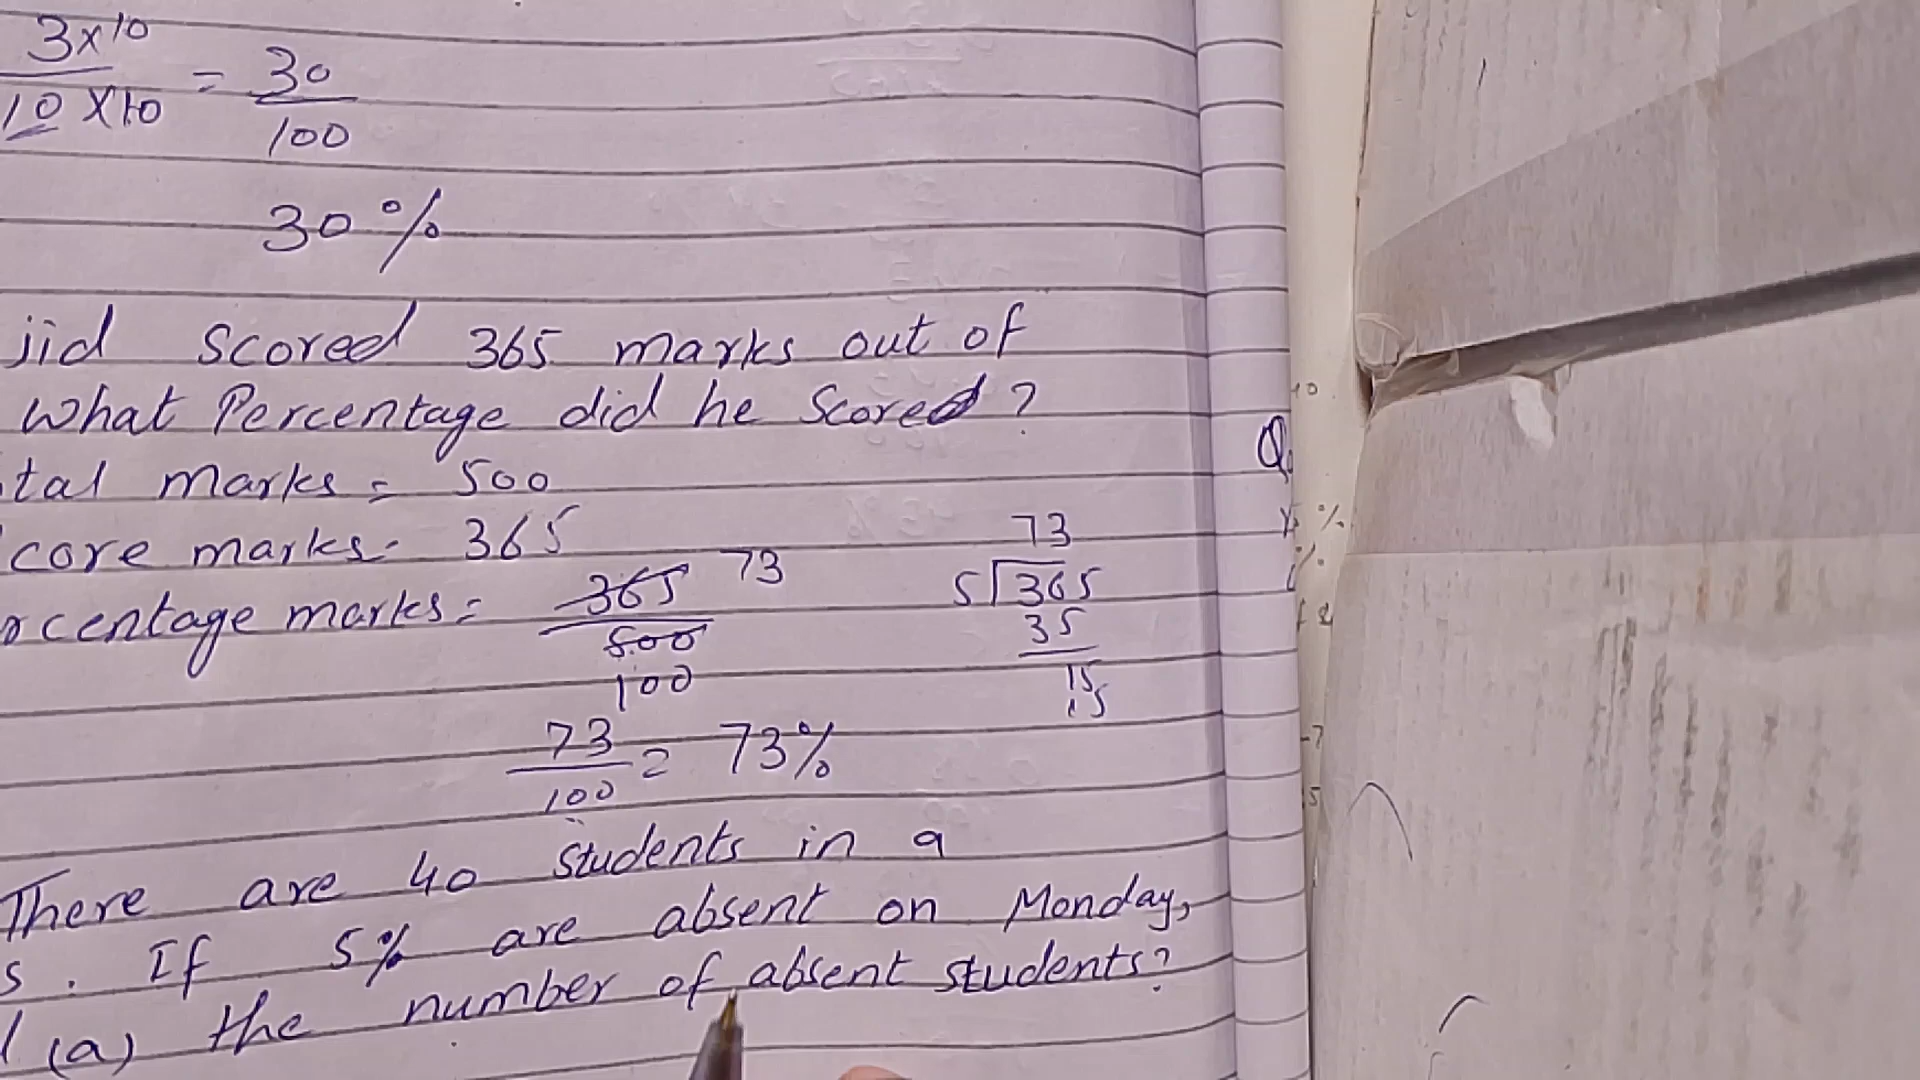 3x10
10 x10
= 30
100
30%
jid scored 365 marks out of
What Percentage did he Scored?
tal marks = 500
core marks = 365
centage marks = 365 73
500
100
73
5 365
35
15
15
73
100
= 73%
There are 40 students in a
s. If 5% are absent on Monday,
(a) the number of absent students?
Q